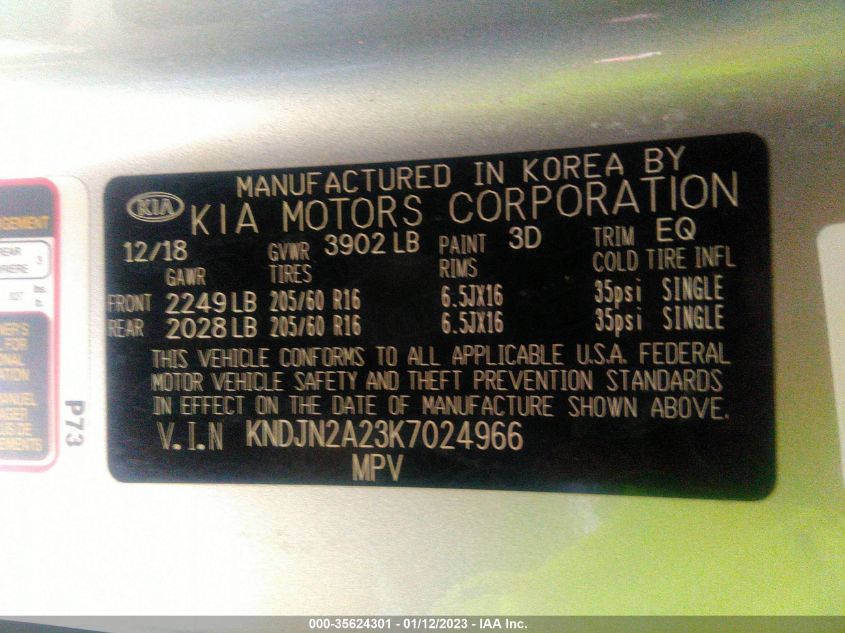 MANUFACTURED IN KOREA BY
KIA
KIA MOTORS CORPORATION
12/18 GVWR 3902 LB PAINT 3D TRIM EQ
GAWR TIRES RIMS COLD TIRE INFL
FRONT 2249 LB 205/60 R16 6.5JX16 35psi SINGLE
REAR 2028 LB 205/60 R16 6.5JX16 35psi SINGLE
THIS VEHICLE CONFORMS TO ALL APPLICABLE U.S.A. FEDERAL
MOTOR VEHICLE SAFETY AND THEFT PREVENTION STANDARDS
IN EFFECT ON THE DATE OF MANUFACTURE SHOWN ABOVE.
V.I.N KNDJN2A23K7024966
MPV
P73
000-35624301 - 01/12/2023 - IAA Inc.